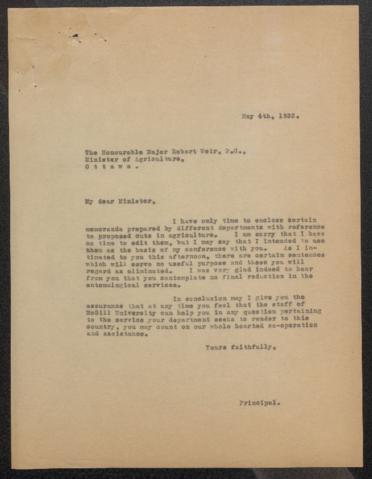 May 4th, 1932.
The Honourable Major Robert Weir, P.C.,
Minister of Agriculture,
O t t a w a .
My dear Minister,
I have only time to enclose certain
memoranda prepared by different departments with reference
to proposed cuts in agriculture. I am sorry that I have
no time to edit them, but I may say that I intended to use
them as the basis of my conference with you. As I in-
timated to you this afternoon, there are certain sentences
which will serve no useful purpose and these you will
regard as eliminated. I was very glad indeed to hear
from you that you contemplate no final reduction in the
entomological services.
In conclusion may I give you the
assurance that at any time you feel that the staff of
McGill University can help you in any question pertaining
to the service your department seeks to render to this
country, you may count on our whole hearted co-operation
and assistance.
Yours faithfully,
Principal.